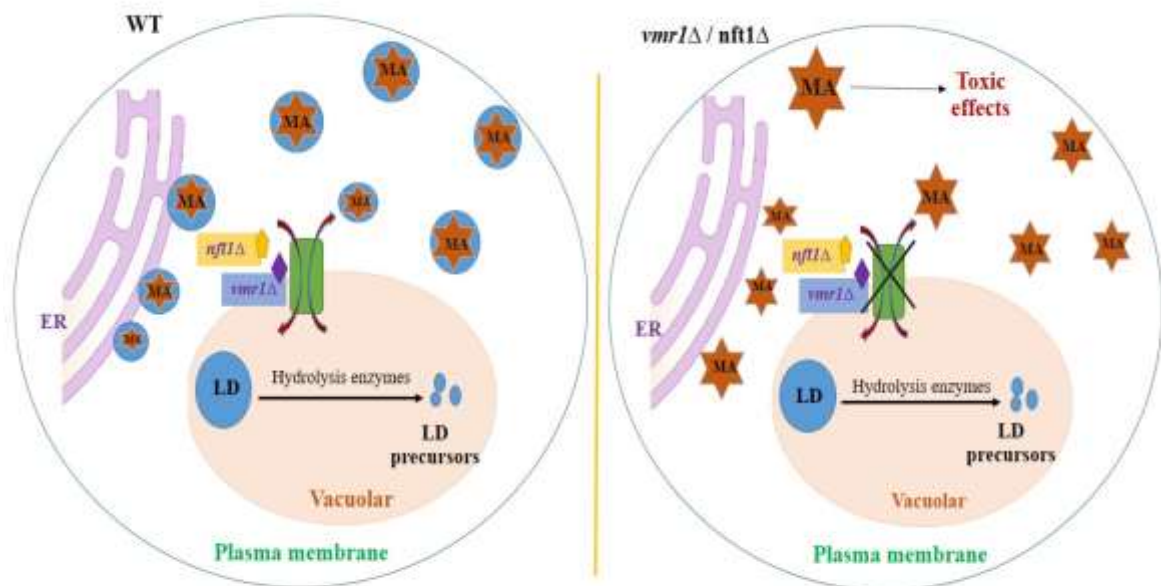 WT
MA
MA
MA
MA
MA
MA
MA
MA
nft1Δ
vmr1Δ
ER
LD
Hydrolysis enzymes
LD
precursors
Vacuolar
Plasma membrane
vmr1Δ / nft1Δ
MA
Toxic
effects
MA
MA
MA
MA
MA
MA
MA
nft1Δ
vmr1Δ
ER
LD
Hydrolysis enzymes
LD
precursors
Vacuolar
Plasma membrane